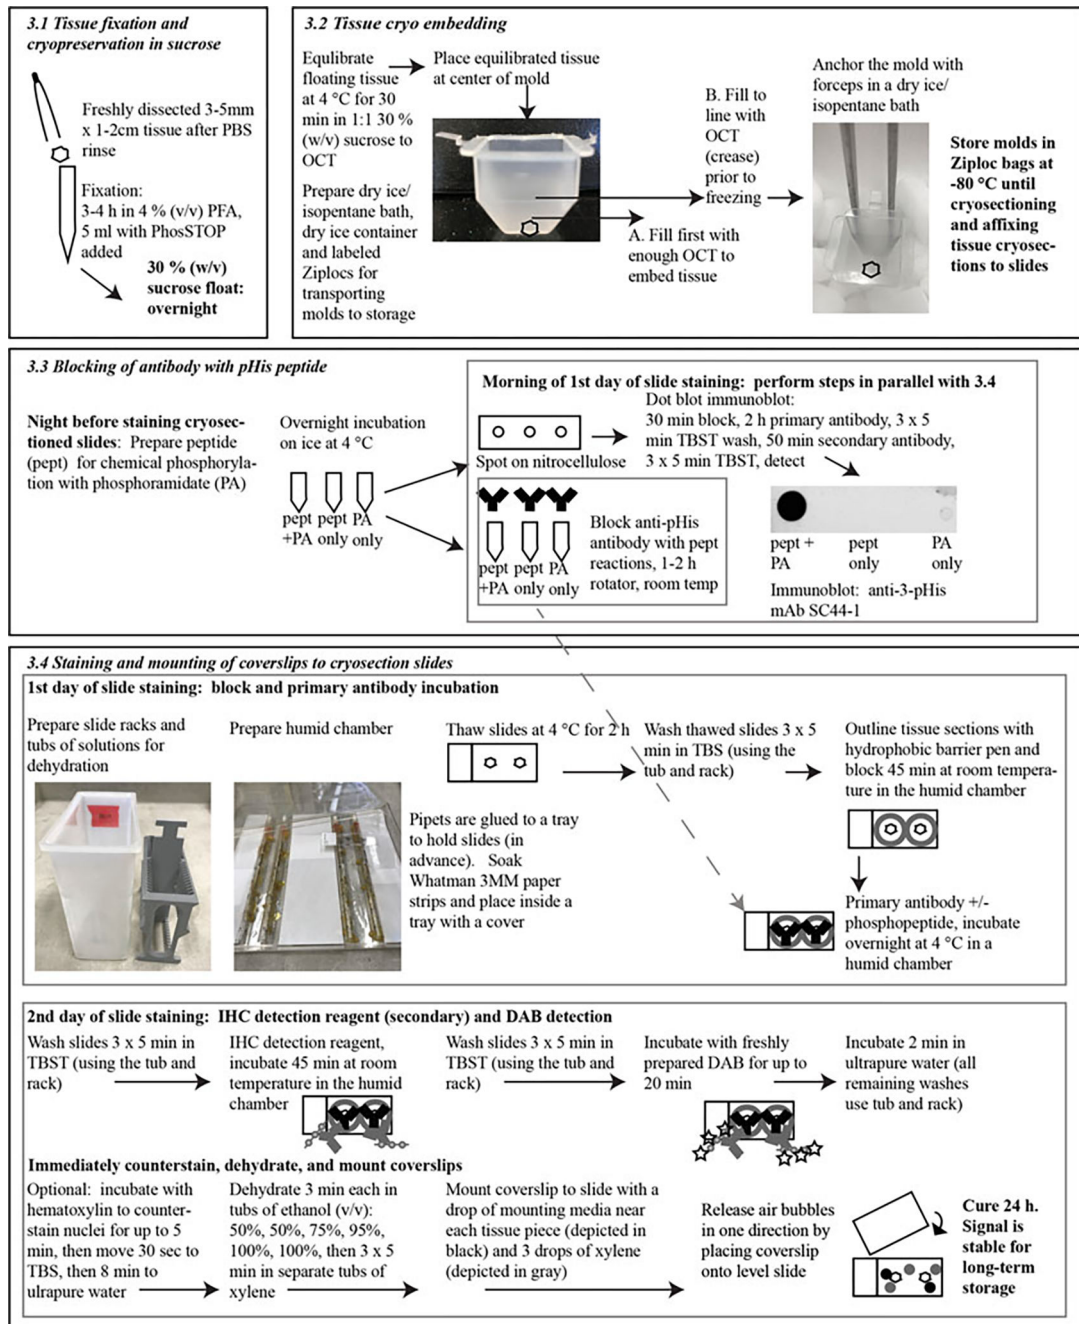 3.1 Tissue fixation and
cryopreservation in sucrose
Freshly dissected 3-5mm
x 1-2cm tissue after PBS
rinse
Fixation:
3-4 h in 4 % (v/v) PFA,
5 ml with PhosSTOP
added
30 % (w/v)
sucrose float:
overnight
3.2 Tissue cryo embedding
Equlibrate
floating tissue
at 4 °C for 30
min in 1:1 30 %
(w/v) sucrose to
OCT
Prepare dry ice/
isopentane bath,
dry ice container
and labeled
Ziplocs for
transporting
molds to storage
Place equilibrated tissue
at center of mold
B. Fill to
line with
OCT
(crease)
prior to
freezing
A. Fill first with
enough OCT to
embed tissue
Anchor the mold with
forceps in a dry ice/
isopentane bath
Store molds in
Ziploc bags at
-80 °C until
cryosectioning
and affixing
tissue cryosec-
tions to slides
3.3 Blocking of antibody with pHis peptide
Night before staining cryosec-
tioned slides: Prepare peptide
(pept) for chemical phosphoryla-
tion with phosphoramidate (PA)
Overnight incubation
on ice at 4 °C
pept pept PA
+PA only only
Morning of 1st day of slide staining: perform steps in parallel with 3.4
Spot on nitrocellulose
Dot blot immunoblot:
30 min block, 2 h primary antibody, 3 x 5
min TBST wash, 50 min secondary antibody,
3 x 5 min TBST, detect
pept pept PA
+PA only only
Block anti-pHis
antibody with pept
reactions, 1-2 h
rotator, room temp
pept + pept PA
PA only only
Immunoblot: anti-3-pHis
mAb SC44-1
3.4 Staining and mounting of coverslips to cryosection slides
1st day of slide staining: block and primary antibody incubation
Prepare slide racks and
tubs of solutions for
dehydration
Prepare humid chamber
Thaw slides at 4 °C for 2 h
Pipets are glued to a tray
to hold slides (in
advance). Soak
Whatman 3MM paper
strips and place inside a
tray with a cover
Wash thawed slides 3 x 5
min in TBS (using the
tub and rack)
Outline tissue sections with
hydrophobic barrier pen and
block 45 min at room tempera-
ture in the humid chamber
Primary antibody +/-
phosphopeptide, incubate
overnight at 4 °C in a
humid chamber
2nd day of slide staining: IHC detection reagent (secondary) and DAB detection
Wash slides 3 x 5 min in
TBST (using the tub and
rack)
IHC detection reagent,
incubate 45 min at room
temperature in the humid
chamber
Wash slides 3 x 5 min in
TBST (using the tub and
rack)
Incubate with freshly
prepared DAB for up to
20 min
Incubate 2 min in
ultrapure water (all
remaining washes
use tub and rack)
Immediately counterstain, dehydrate, and mount coverslips
Optional: incubate with
hematoxylin to counter-
stain nuclei for up to 5
min, then move 30 sec to
TBS, then 8 min to
ulrapure water
Dehydrate 3 min each in
tubs of ethanol (v/v):
50%, 50%, 75%, 95%,
100%, 100%, then 3 x 5
min in separate tubs of
xylene
Mount coverslip to slide with a
drop of mounting media near
each tissue piece (depicted in
black) and 3 drops of xylene
(depicted in gray)
Release air bubbles
in one direction by
placing coverslip
onto level slide
Cure 24 h.
Signal is
stable for
long-term
storage